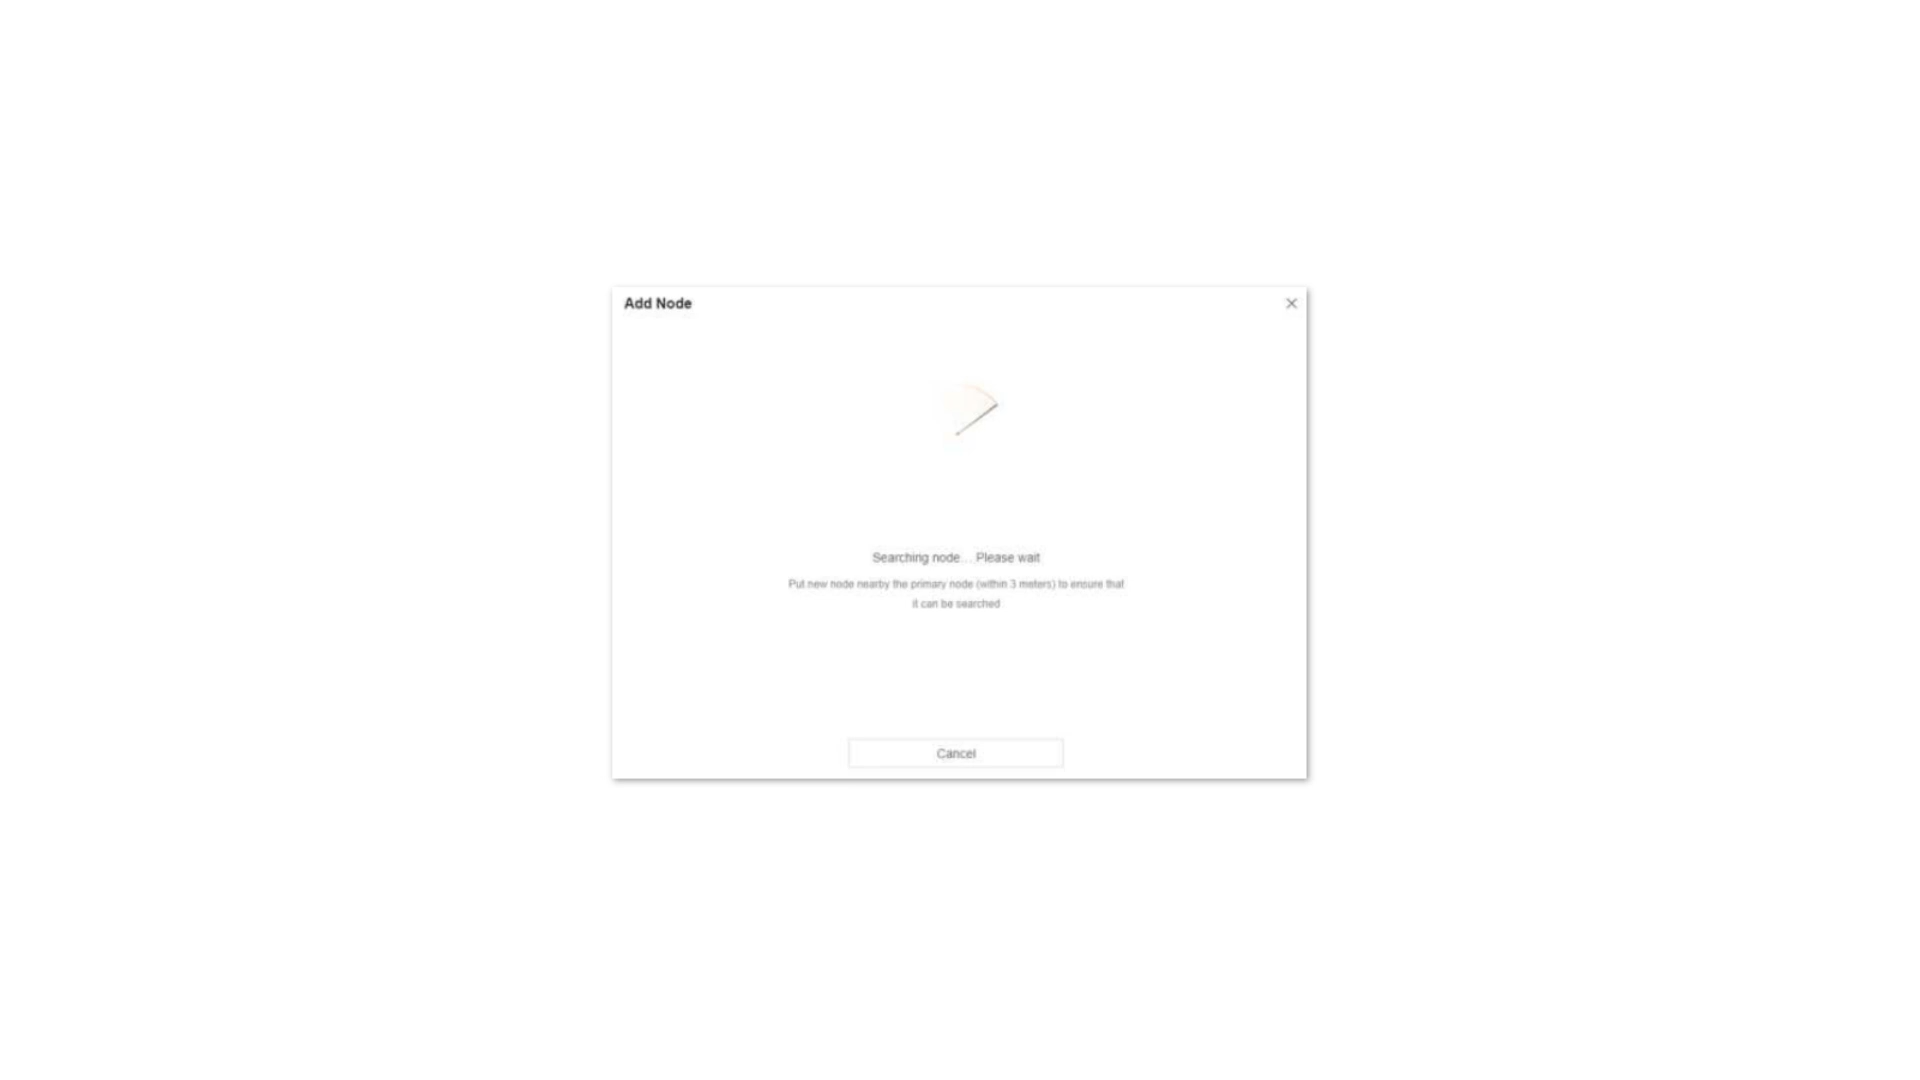 Add Node
Searching node... Please wait
Put new node nearby the primary node (within 3 meters) to ensure that
it can be searched
Cancel